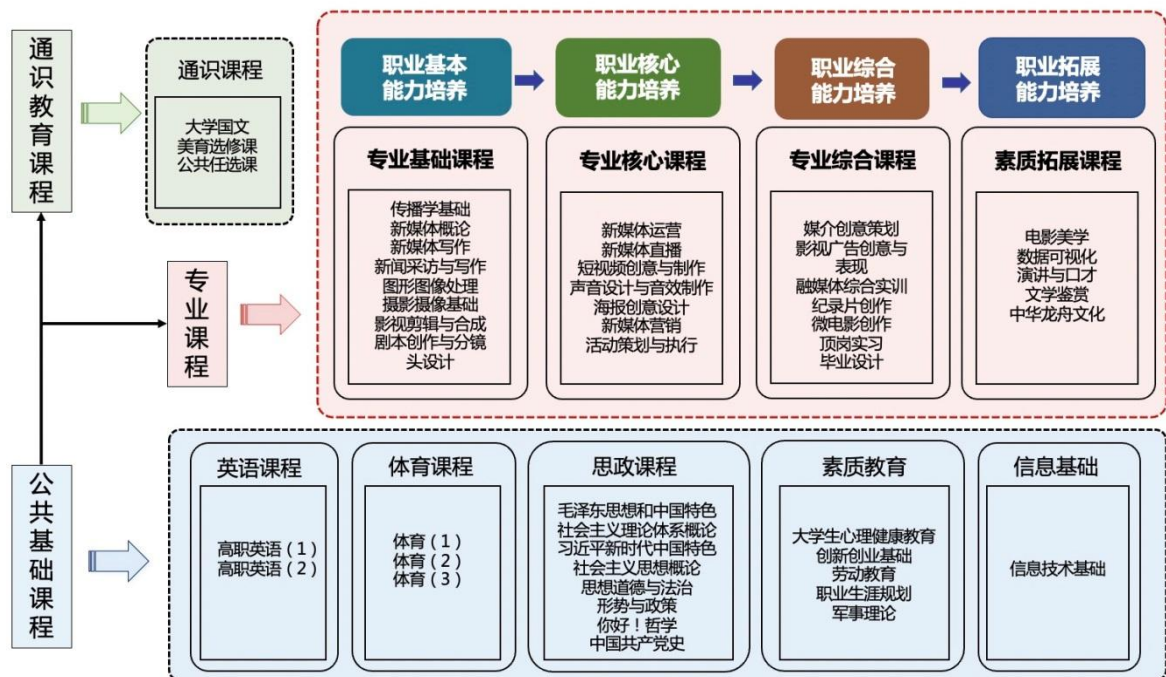 通识教育课程
通识课程
大学国文
美育选修课
公共任选课
职业基本
能力培养
职业核心
能力培养
职业综合
能力培养
职业拓展
能力培养
专业课程
专业基础课程
传播学基础
新媒体概论
新媒体写作
新闻采访与写作
图形图像处理
摄影摄像基础
影视剪辑与合成
剧本创作与分镜
头设计
专业核心课程
新媒体运营
新媒体直播
短视频创意与制作
声音设计与音效制作
海报创意设计
新媒体营销
活动策划与执行
专业综合课程
媒介创意策划
影视广告创意与
表现
融媒体综合实训
纪录片创作
微电影创作
顶岗实习
毕业设计
素质拓展课程
电影美学
数据可视化
演讲与口才
文学鉴赏
中华龙舟文化
公共基础课程
英语课程
高职英语（1）
高职英语（2）
体育课程
体育（1）
体育（2）
体育（3）
思政课程
毛泽东思想和中国特色
社会主义理论体系概论
习近平新时代中国特色
社会主义思想概论
思想道德与法治
形势与政策
你好！哲学
中国共产党史
素质教育
大学生心理健康教育
创新创业基础
劳动教育
职业生涯规划
军事理论
信息基础
信息技术基础